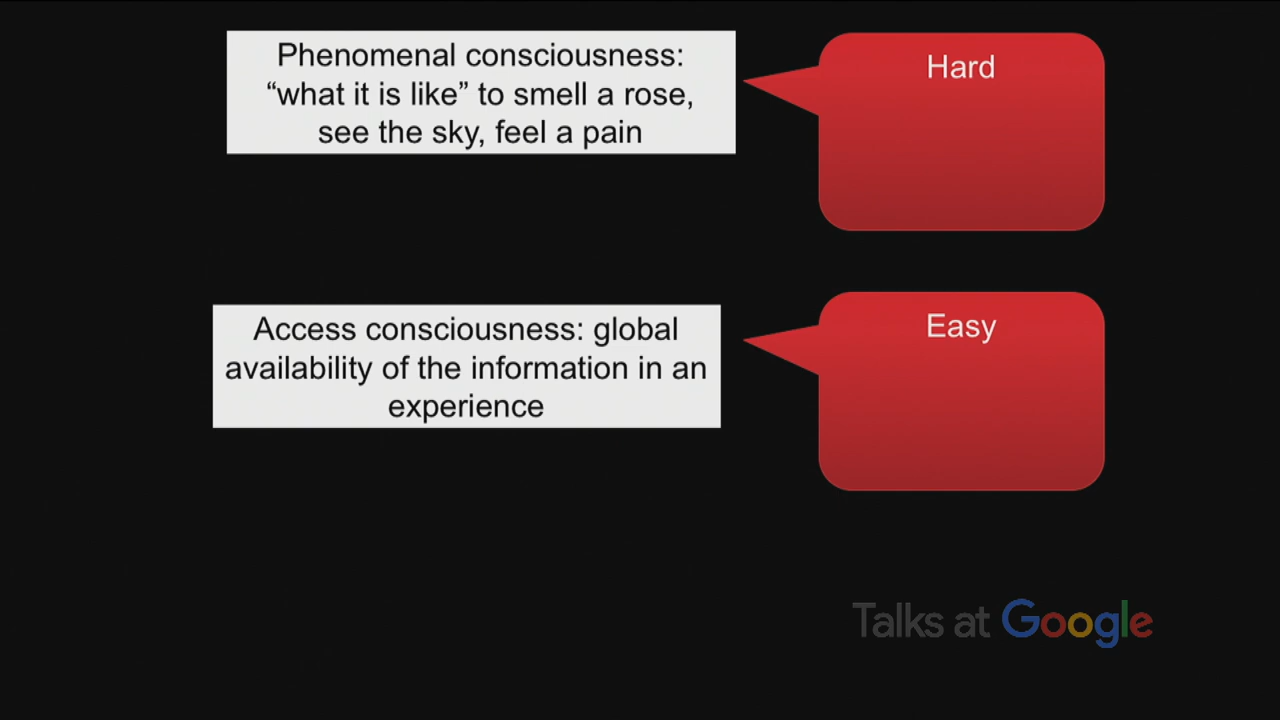 Phenomenal consciousness:
“what it is like” to smell a rose,
see the sky, feel a pain
Hard
Access consciousness: global
availability of the information in an
experience
Easy
Talks at Google